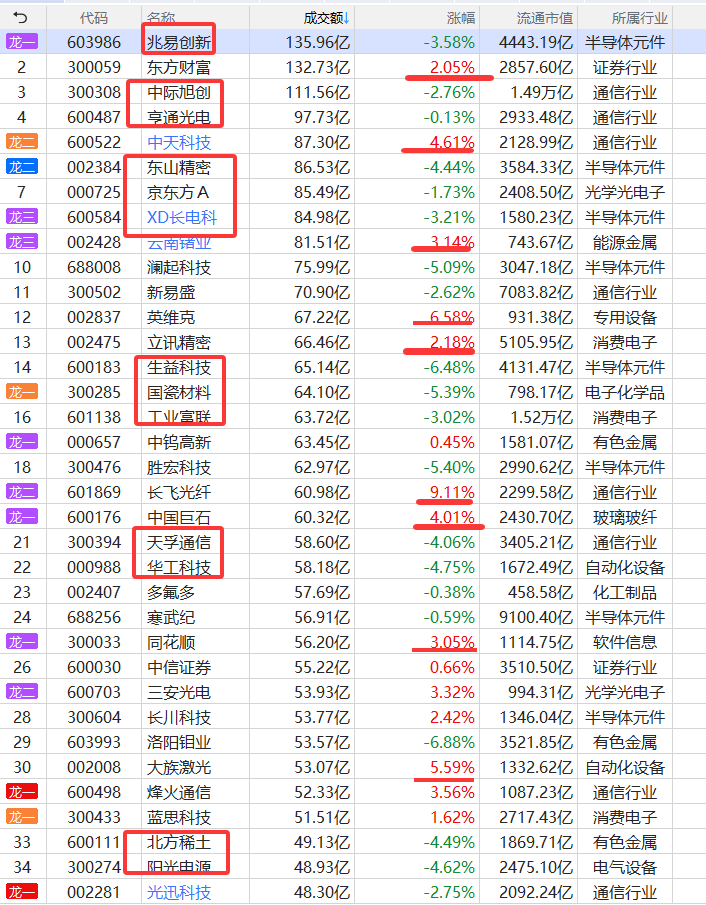 代码 名称 成交额↓ 涨幅 流通市值 所属行业
龙一 603986 兆易创新 135.96亿 -3.58% 4443.19亿 半导体元件
2 300059 东方财富 132.73亿 2.05% 2857.60亿 证券行业
3 300308 中际旭创 111.56亿 -2.76% 1.49万亿 通信行业
4 600487 亨通光电 97.73亿 -0.13% 2933.48亿 通信行业
龙二 600522 中天科技 87.30亿 4.61% 2128.99亿 通信行业
龙二 002384 东山精密 86.53亿 -4.44% 3584.33亿 半导体元件
7 000725 京东方Ａ 85.49亿 -1.73% 2408.50亿 光学光电子
龙三 600584 XD长电科 84.98亿 -3.21% 1580.23亿 半导体元件
龙三 002428 云南锗业 81.51亿 3.14% 743.67亿 能源金属
10 688008 澜起科技 75.99亿 -5.09% 3047.18亿 半导体元件
11 300502 新易盛 70.90亿 -2.62% 7083.82亿 通信行业
12 002837 英维克 67.22亿 6.58% 931.38亿 专用设备
13 002475 立讯精密 66.46亿 2.18% 5105.95亿 消费电子
14 600183 生益科技 65.14亿 -6.48% 4131.47亿 半导体元件
龙一 300285 国瓷材料 64.10亿 -5.39% 798.17亿 电子化学品
16 601138 工业富联 63.72亿 -3.02% 1.52万亿 消费电子
龙一 000657 中钨高新 63.45亿 0.45% 1581.07亿 有色金属
18 300476 胜宏科技 62.97亿 -5.40% 2990.62亿 半导体元件
龙二 601869 长飞光纤 60.98亿 9.11% 2299.58亿 通信行业
龙一 600176 中国巨石 60.32亿 4.01% 2430.70亿 玻璃玻纤
21 300394 天孚通信 58.60亿 -4.06% 3405.21亿 通信行业
22 000988 华工科技 58.18亿 -4.75% 1672.49亿 自动化设备
23 002407 多氟多 57.69亿 -0.38% 458.58亿 化工制品
24 688256 寒武纪 56.91亿 -0.59% 9100.40亿 半导体元件
龙一 300033 同花顺 56.20亿 3.05% 1114.75亿 软件信息
26 600030 中信证券 55.22亿 0.66% 3510.50亿 证券行业
龙二 600703 三安光电 53.93亿 3.32% 994.31亿 光学光电子
28 300604 长川科技 53.77亿 2.42% 1346.04亿 半导体元件
29 603993 洛阳钼业 53.57亿 -6.88% 3521.85亿 有色金属
30 002008 大族激光 53.07亿 5.59% 1332.62亿 自动化设备
龙一 600498 烽火通信 52.33亿 3.56% 1087.23亿 通信行业
龙一 300433 蓝思科技 51.51亿 1.62% 2717.43亿 消费电子
33 600111 北方稀土 49.13亿 -4.49% 1869.71亿 有色金属
34 300274 阳光电源 48.93亿 -4.62% 2475.10亿 电气设备
龙一 002281 光迅科技 48.30亿 -2.75% 2092.24亿 通信行业